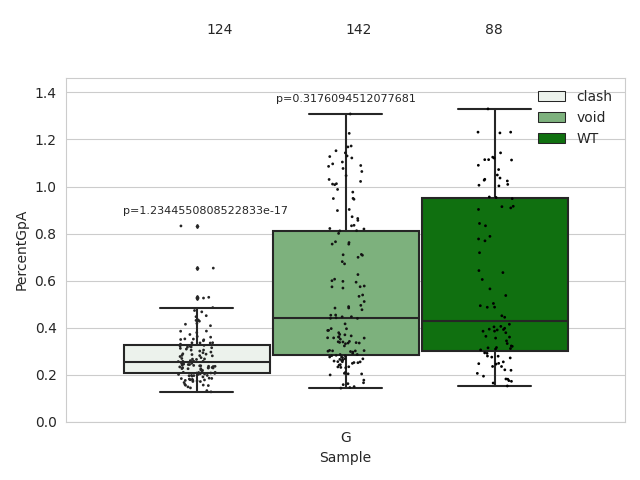 124 142 88
1.4
1.2
1.0
0.8
0.6
0.4
0.2
0.0
PercentGpA
p=1.2344550808522833e-17
p=0.3176094512077681
clash
void
WT
G
Sample